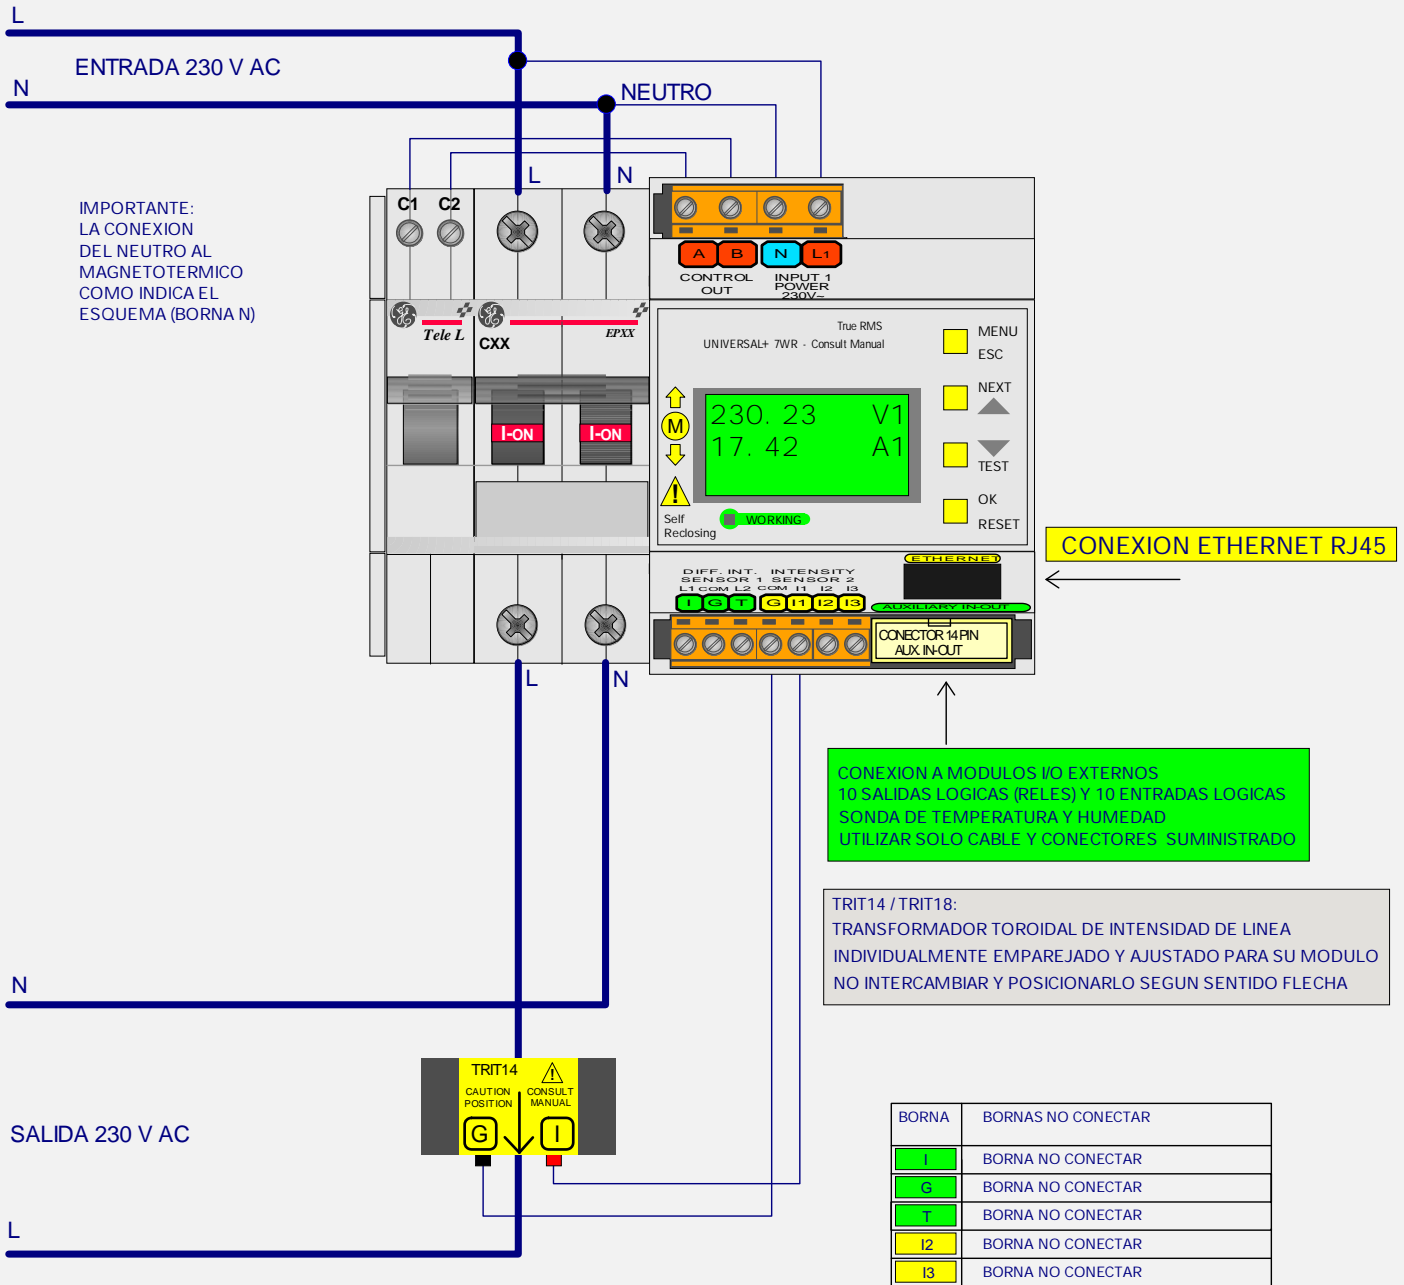 L
ENTRADA 230 V AC
N
NEUTRO
L
N
IMPORTANTE:
LA CONEXION
DEL NEUTRO AL
MAGNETOTERMICO
COMO INDICA EL
ESQUEMA (BORNA N)
C1 C2
A B N L1
CONTROL OUT
INPUT 1
POWER
230V~
Tele L
CXX
EPXX
True RMS
UNIVERSAL+ 7WR - Consult Manual
MENU
ESC
NEXT
TEST
OK
RESET
M
230.23 V1
17.42 A1
I-ON
I-ON
Self
Reclosing
WORKING
CONEXION ETHERNET RJ45
ETHERNET
DIFF. INT. INTENSITY
SENSOR 1 SENSOR 2
L1 COM L2 COM I1 I2 I3
I G T G I1 I2 I3
AUXILIARY IN-OUT
CONECTOR 14 PIN
AUX. IN-OUT
L
N
CONEXION A MODULOS I/O EXTERNOS
10 SALIDAS LOGICAS (RELES) Y 10 ENTRADAS LOGICAS
SONDA DE TEMPERATURA Y HUMEDAD
UTILIZAR SOLO CABLE Y CONECTORES SUMINISTRADO
TRIT14 / TRIT18:
TRANSFORMADOR TOROIDAL DE INTENSIDAD DE LINEA
INDIVIDUALMENTE EMPAREJADO Y AJUSTADO PARA SU MODULO
NO INTERCAMBIAR Y POSICIONARLO SEGUN SENTIDO FLECHA
N
TRIT14
CAUTION
POSITION
CONSULT
MANUAL
G I
SALIDA 230 V AC
L
BORNA BORNAS NO CONECTAR
I BORNA NO CONECTAR
G BORNA NO CONECTAR
T BORNA NO CONECTAR
I2 BORNA NO CONECTAR
I3 BORNA NO CONECTAR